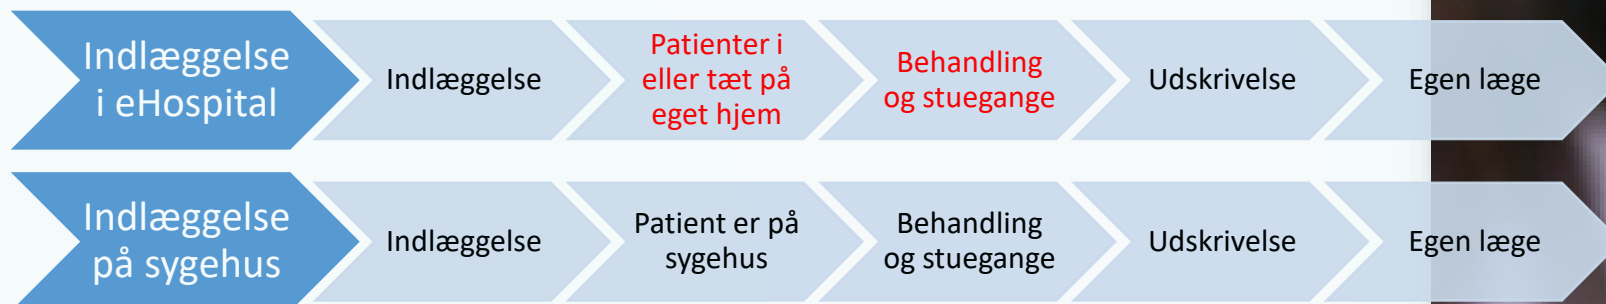 Indlæggelse
i eHospital
Indlæggelse
Patienter i
eller tæt på
eget hjem
Behandling
og stuegange
Udskrivelse
Egen læge
Indlæggelse
på sygehus
Indlæggelse
Patient er på
sygehus
Behandling
og stuegange
Udskrivelse
Egen læge